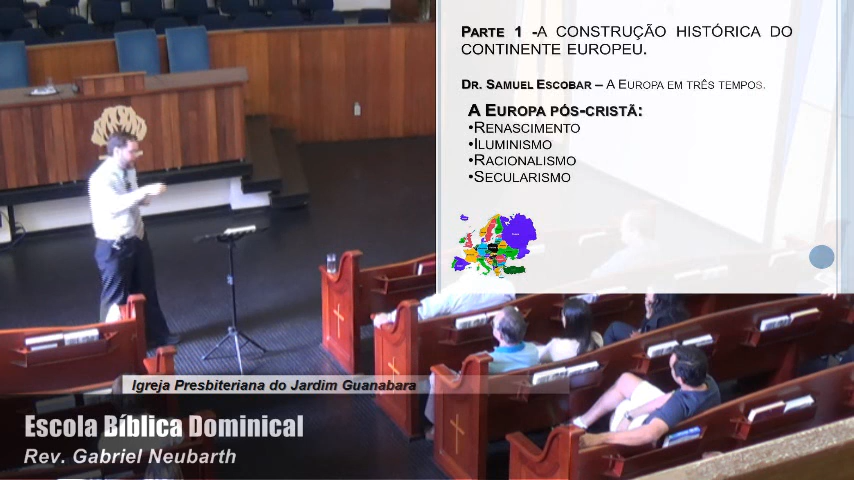 PARTE 1 -A CONSTRUÇÃO HISTÓRICA DO
CONTINENTE EUROPEU.
DR. SAMUEL ESCOBAR – A EUROPA EM TRÊS TEMPOS.
A EUROPA PÓS-CRISTÃ:
•RENASCIMENTO
•ILUMINISMO
•RACIONALISMO
•SECULARISMO
Igreja Presbiteriana do Jardim Guanabara
Escola Bíblica Dominical
Rev. Gabriel Neubarth